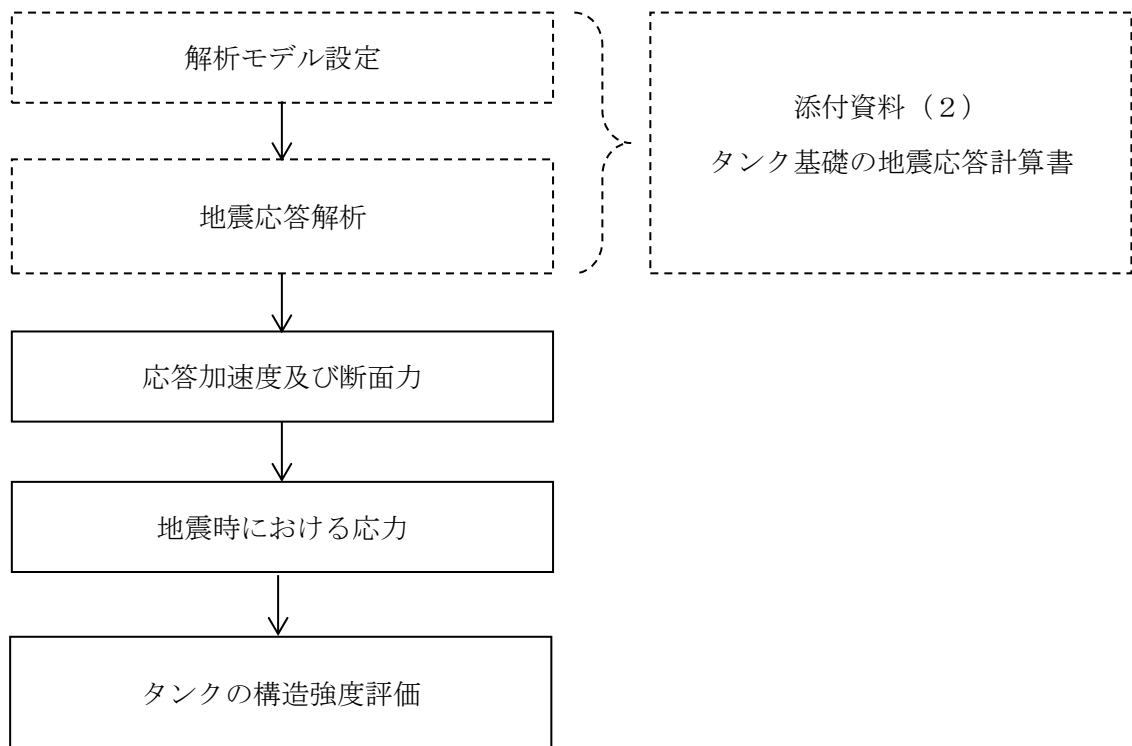 解析モデル設定
地震応答解析
添付資料（２）
タンク基礎の地震応答計算書
応答加速度及び断面力
地震時における応力
タンクの構造強度評価